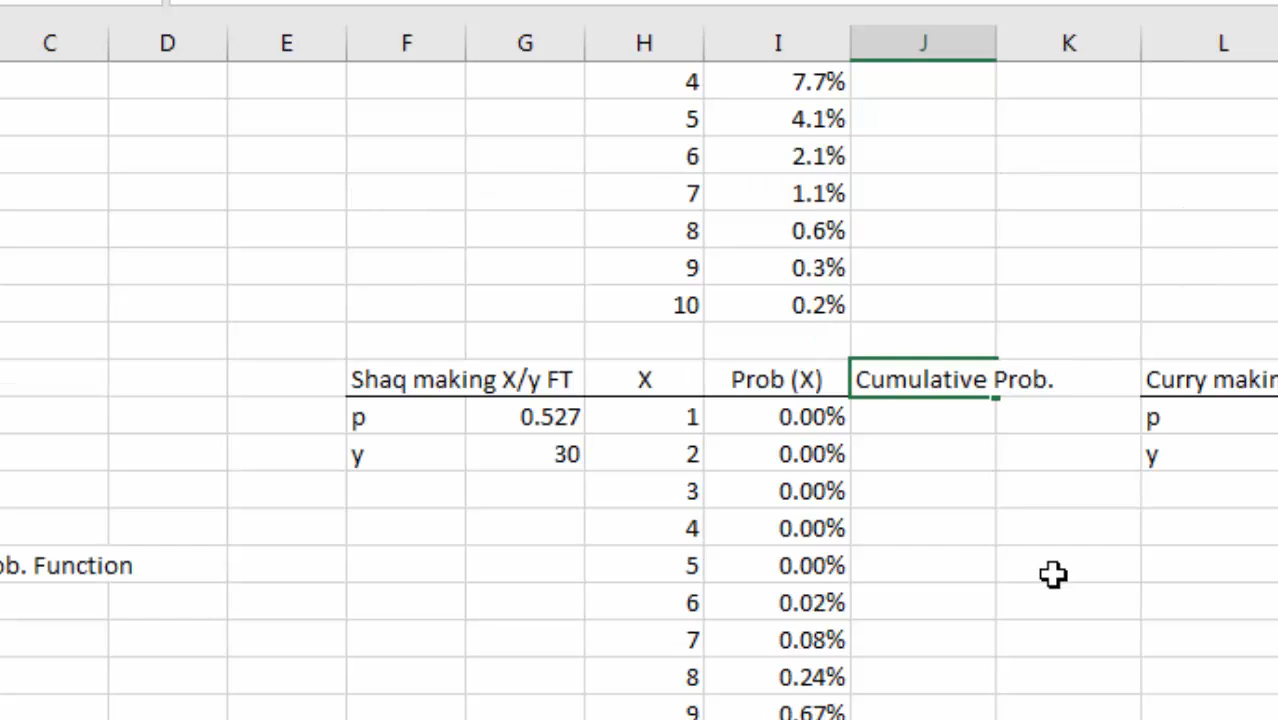 C D E F G H I J K L
4 7.7%
5 4.1%
6 2.1%
7 1.1%
8 0.6%
9 0.3%
10 0.2%
Shaq making X/y FT X Prob (X) Cumulative Prob. Curry makin
p 0.527 1 0.00% p
y 30 2 0.00% y
3 0.00%
4 0.00%
ob. Function 5 0.00%
6 0.02%
7 0.08%
8 0.24%
9 0.67%